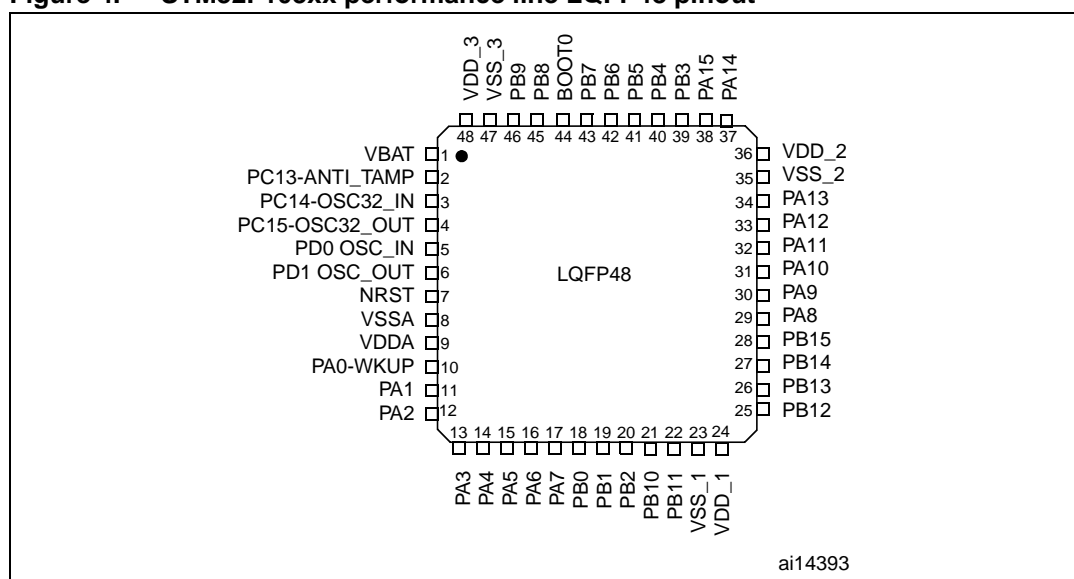 VDD_3
VSS_3
PB9
PB8
BOOT0
PB7
PB6
PB5
PB4
PB3
PA15
PA14
48 47 46 45 44 43 42 41 40 39 38 37
VBAT 1
PC13-ANTI_TAMP 2
PC14-OSC32_IN 3
PC15-OSC32_OUT 4
PD0 OSC_IN 5
PD1 OSC_OUT 6
NRST 7
VSSA 8
VDDA 9
PA0-WKUP 10
PA1 11
PA2 12
LQFP48
36 VDD_2
35 VSS_2
34 PA13
33 PA12
32 PA11
31 PA10
30 PA9
29 PA8
28 PB15
27 PB14
26 PB13
25 PB12
13 14 15 16 17 18 19 20 21 22 23 24
PA3
PA4
PA5
PA6
PA7
PB0
PB1
PB2
PB10
PB11
VSS_1
VDD_1
ai14393